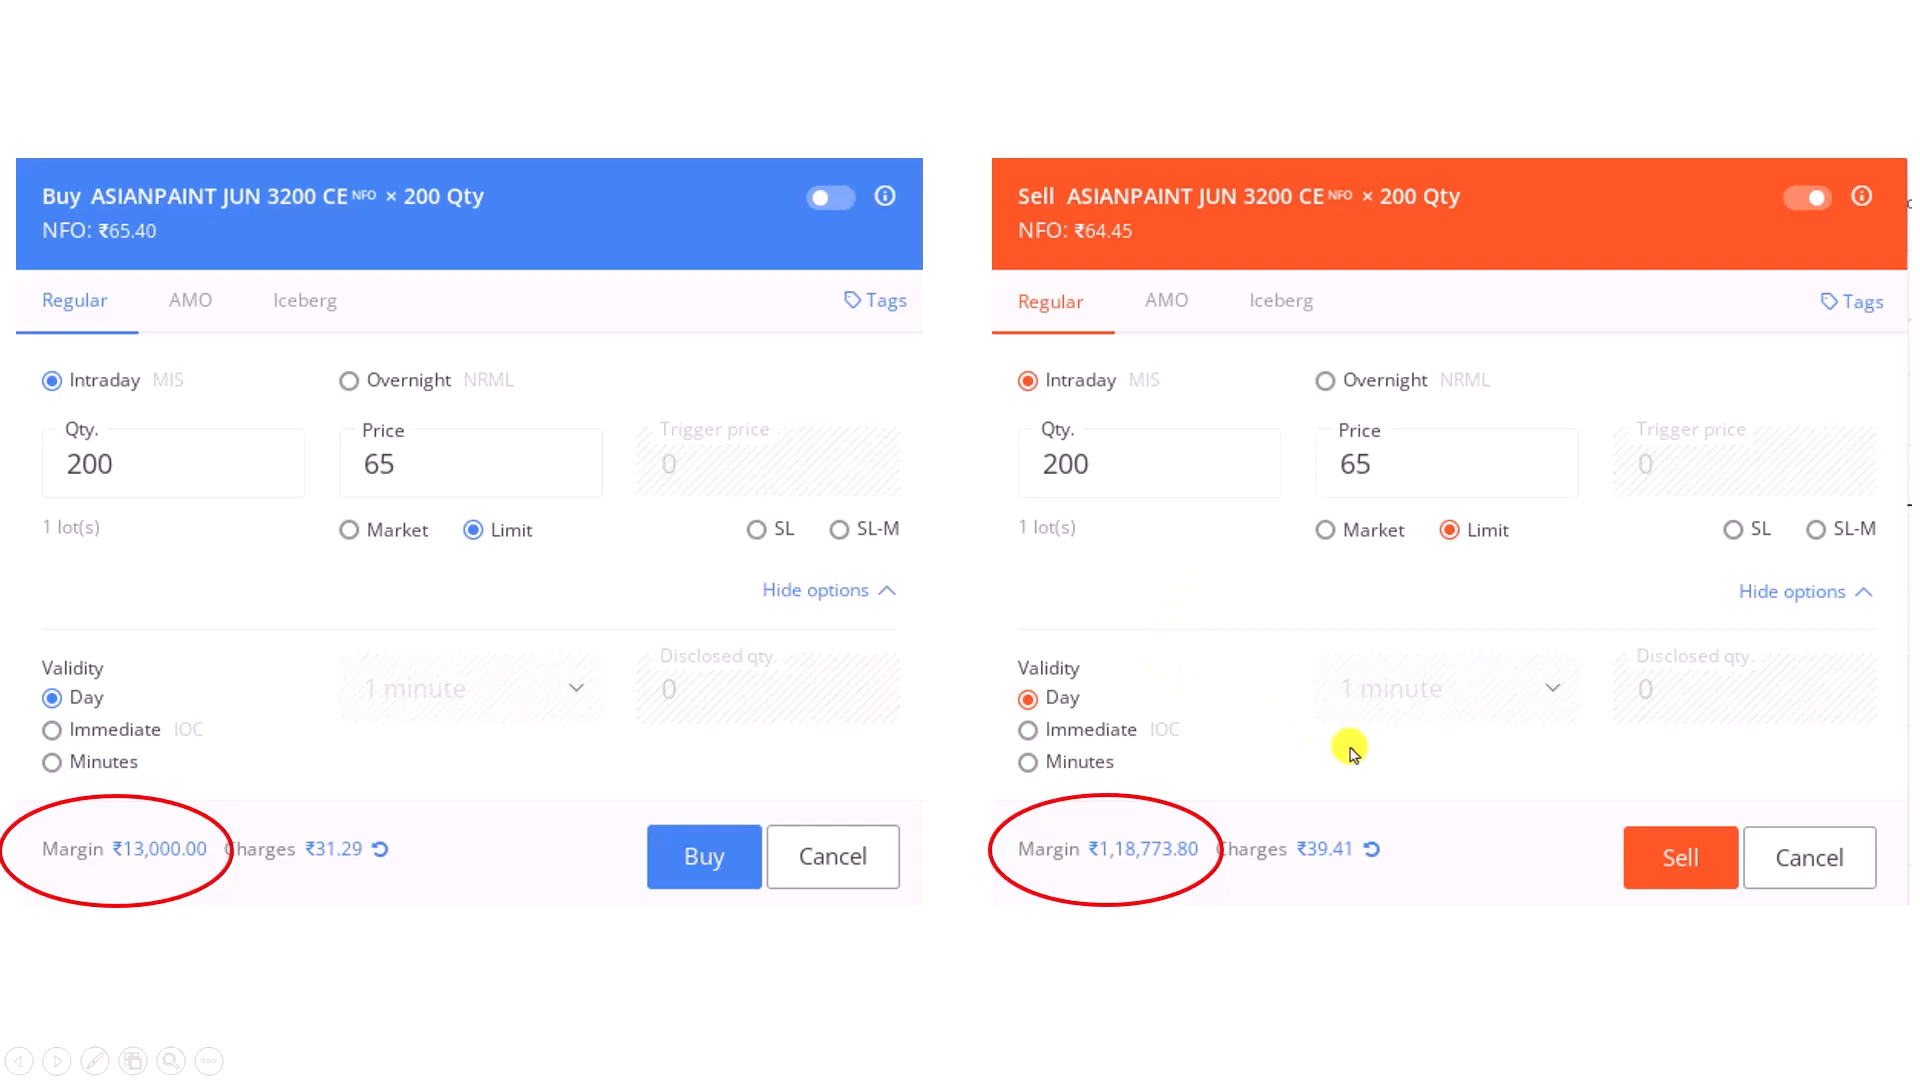 Buy ASIANPAINT JUN 3200 CE NFO × 200 Qty
NFO: ₹65.40
Regular AMO Iceberg Tags
Intraday MIS Overnight NRML
Qty. Price Trigger price
200 65 0
1 lot(s) Market Limit SL SL-M
Hide options
Validity Disclosed qty.
Day 1 minute 0
Immediate IOC
Minutes
Margin ₹13,000.00 Charges ₹31.29 Buy Cancel
Sell ASIANPAINT JUN 3200 CE NFO × 200 Qty
NFO: ₹64.45
Regular AMO Iceberg Tags
Intraday MIS Overnight NRML
Qty. Price Trigger price
200 65 0
1 lot(s) Market Limit SL SL-M
Hide options
Validity Disclosed qty.
Day 1 minute 0
Immediate IOC
Minutes
Margin ₹1,18,773.80 Charges ₹39.41 Sell Cancel